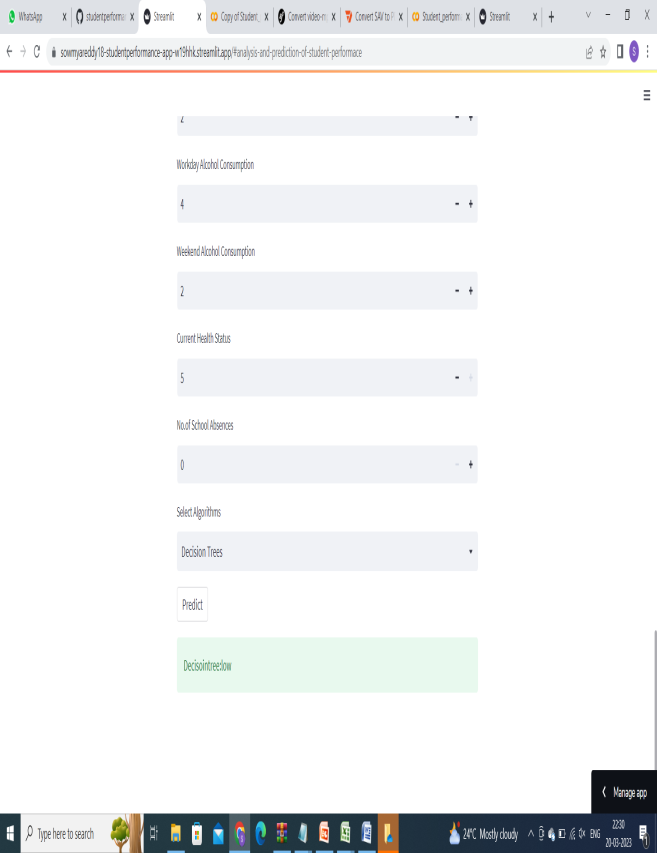 WhatsApp
studentperforma
Streamlit
Copy of Student_
Convert video-m
Convert SAV to P
Student_perform
Streamlit
sowmyareddy18-studentperformance-app-w19hhk.streamlit.app/#analysis-and-prediction-of-student-performace
S
2
Workday Alcohol Consumption
4
Weekend Alcohol Consumption
2
Current Health Status
5
No.of School Absences
0
Select Algorithms
Decision Trees
Predict
Decisointree:low
Manage app
Type here to search
24°C Mostly cloudy
ENG
22:30
20-03-2023
1